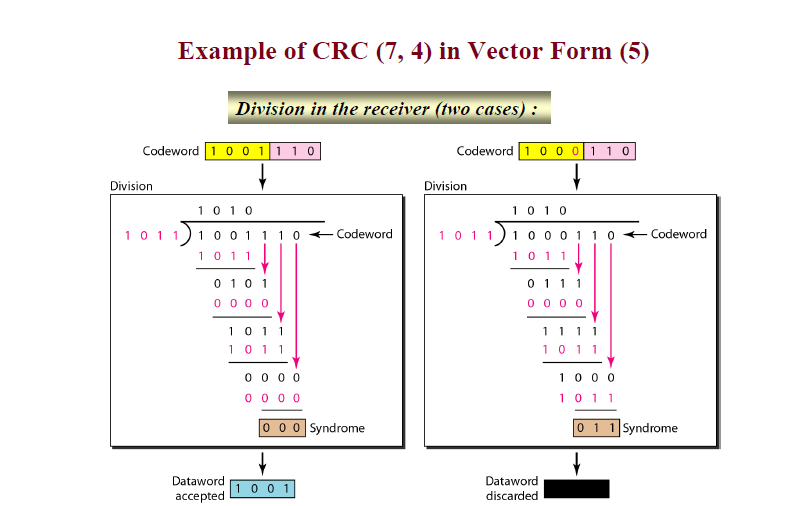 Example of CRC (7, 4) in Vector Form (5)
Division in the receiver (two cases) :
Codeword 1 0 0 1 1 1 0
Division
1 0 1 0
1 0 1 1 ) 1 0 0 1 1 1 0 Codeword
1 0 1 1
0 1 0 1
0 0 0 0
1 0 1 1
1 0 1 1
0 0 0 0
0 0 0 0
0 0 0 Syndrome
Dataword
accepted 1 0 0 1
Codeword 1 0 0 0 1 1 0
Division
1 0 1 0
1 0 1 1 ) 1 0 0 0 1 1 0 Codeword
1 0 1 1
0 1 1 1
0 0 0 0
1 1 1 1
1 0 1 1
1 0 0 0
1 0 1 1
0 1 1 Syndrome
Dataword
discarded